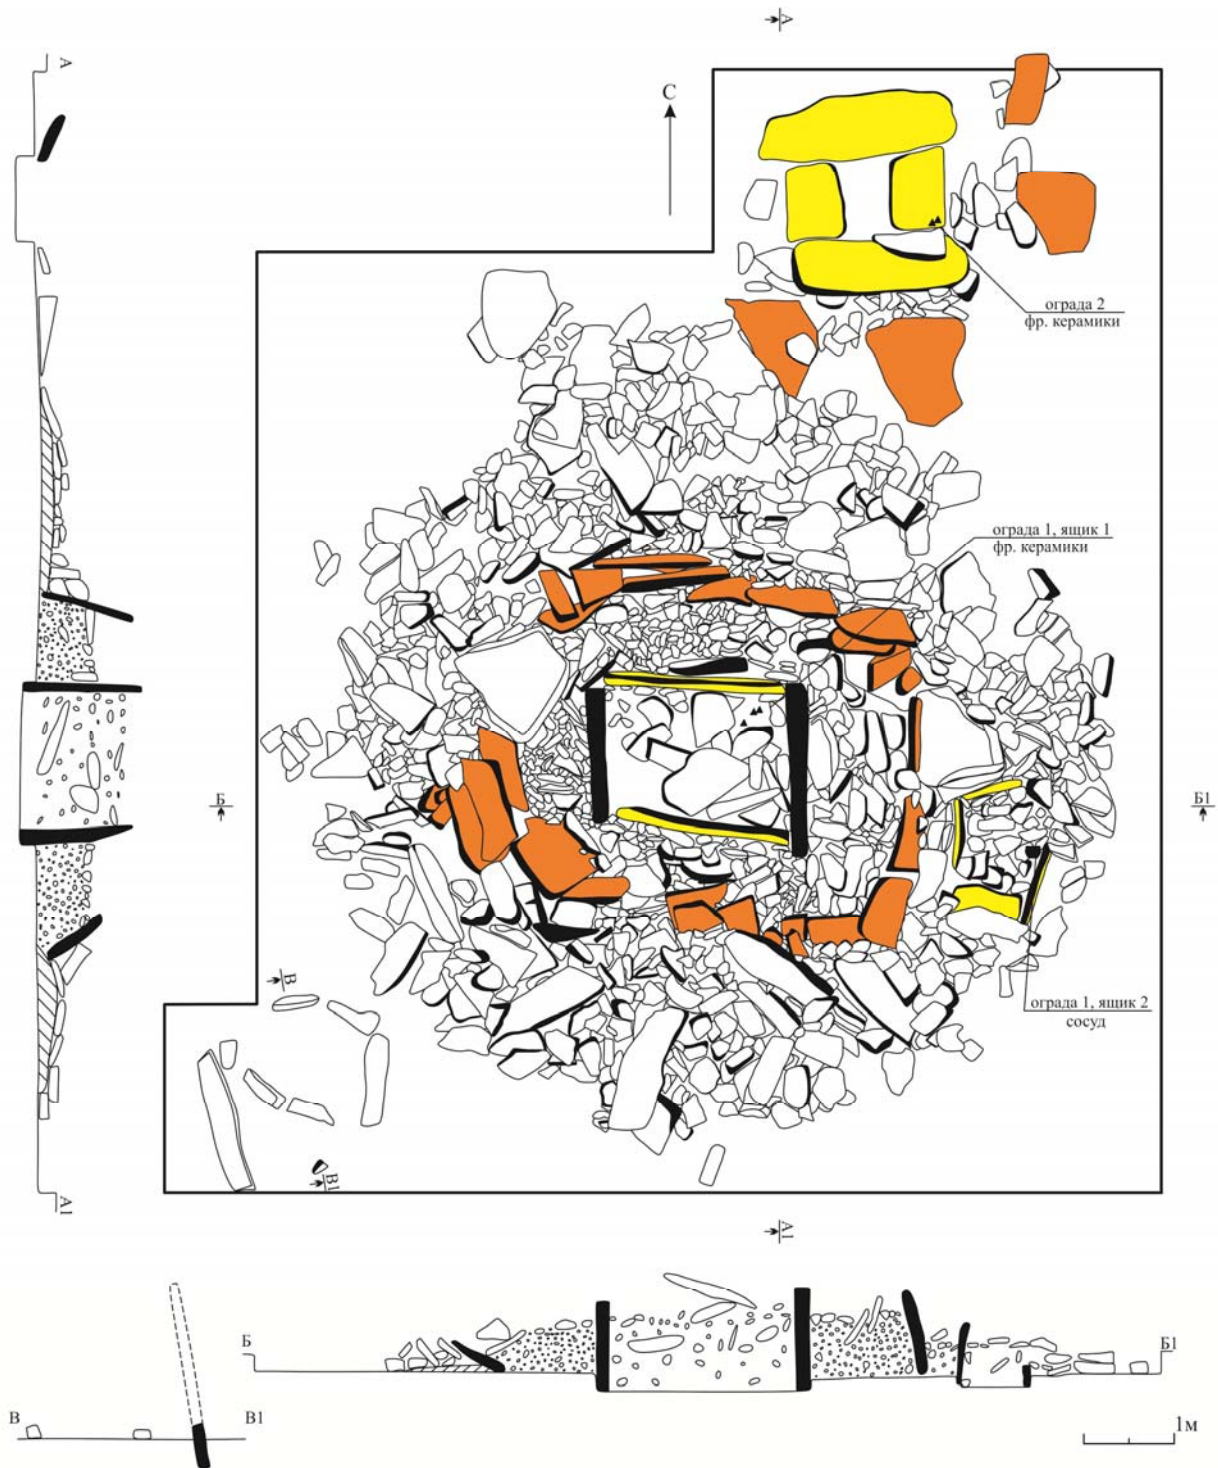 А
А
С
ограда 2
фр. керамики
ограда 1, ящик 1
фр. керамики
Б
Б1
В
ограда 1, ящик 2
сосуд
В1
А1
А1
Б
Б1
В
В1
1м